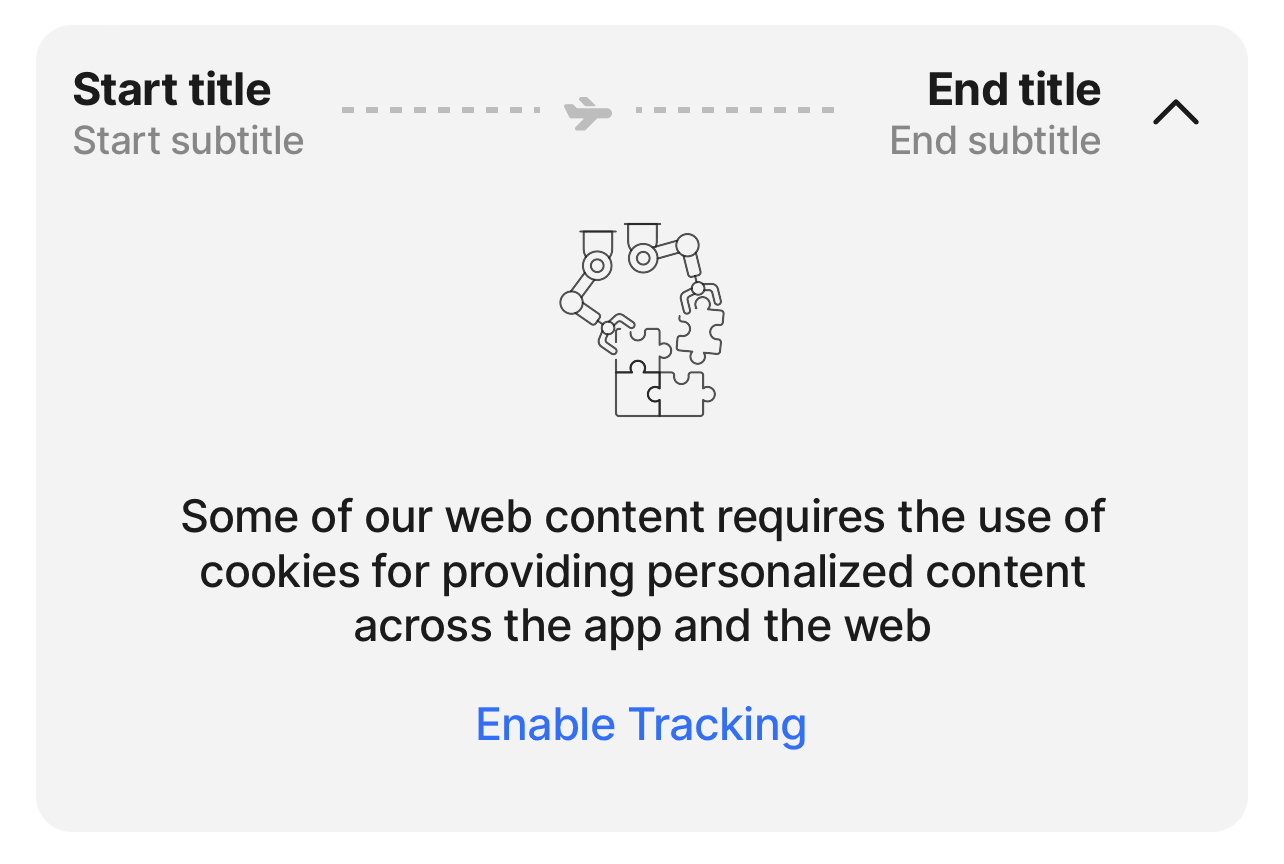 Start title
Start subtitle
End title
End subtitle
Some of our web content requires the use of
cookies for providing personalized content
across the app and the web
Enable Tracking